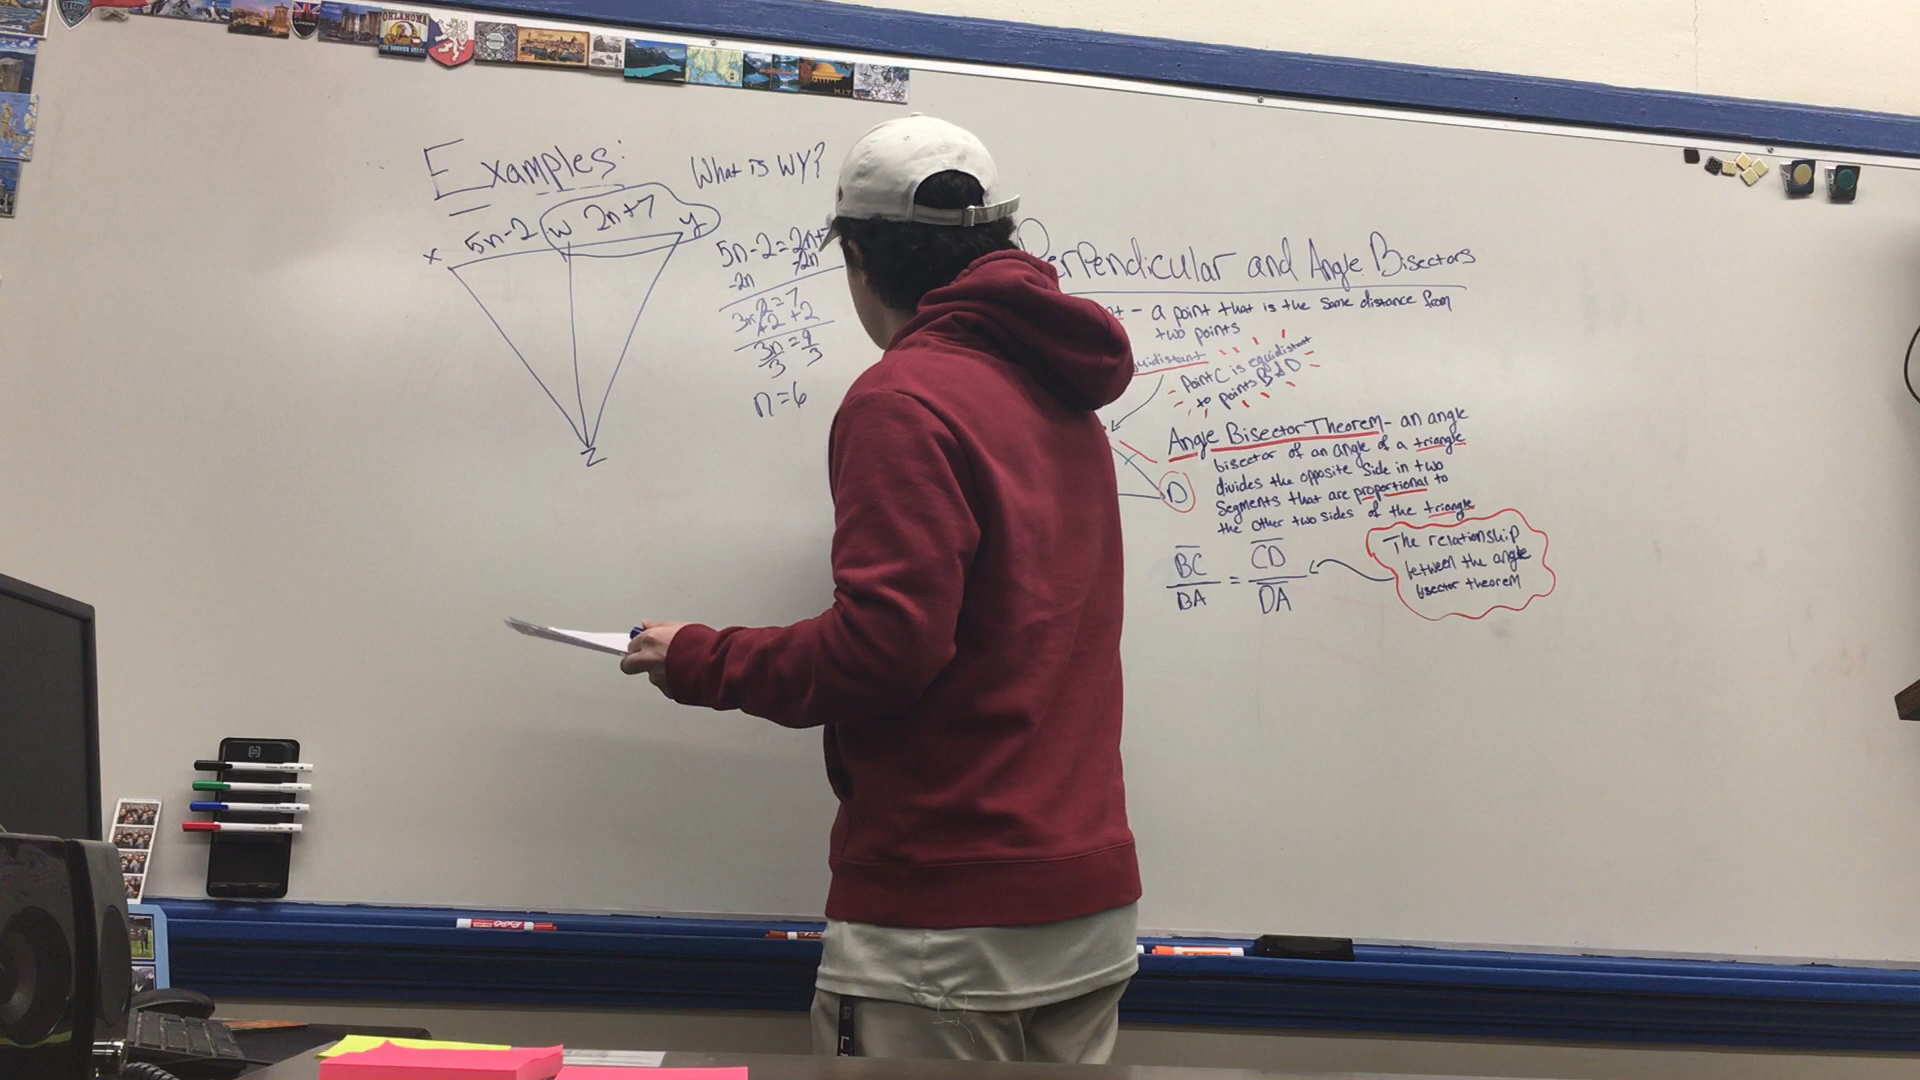 Examples:
What is WY?
5n-2 W 2n+7 y
x
Z
5n-2=2n+
-2n -2n
3n-2=7
+2 +2
3n=9
3 3
n=6
Perpendicular and Angle Bisectors
- a point that is the same distance from
two points
Point C is equidistant
to points B & D
D
Angle Bisector Theorem- an angle
bisector of an angle of a triangle
divides the opposite side in two
segments that are proportional to
the other two sides of the triangle
BC = CD
BA DA
The relationship
between the angle
bisector theorem
OKLAHOMA
LONDON
MIT
EXPO